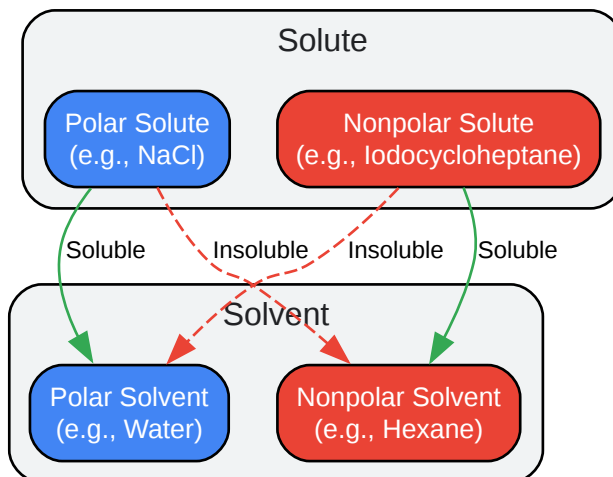 Solute
Polar Solute
(e.g., NaCl)
Nonpolar Solute
(e.g., Iodocycloheptane)
Soluble
Insoluble
Insoluble
Soluble
Solvent
Polar Solvent
(e.g., Water)
Nonpolar Solvent
(e.g., Hexane)